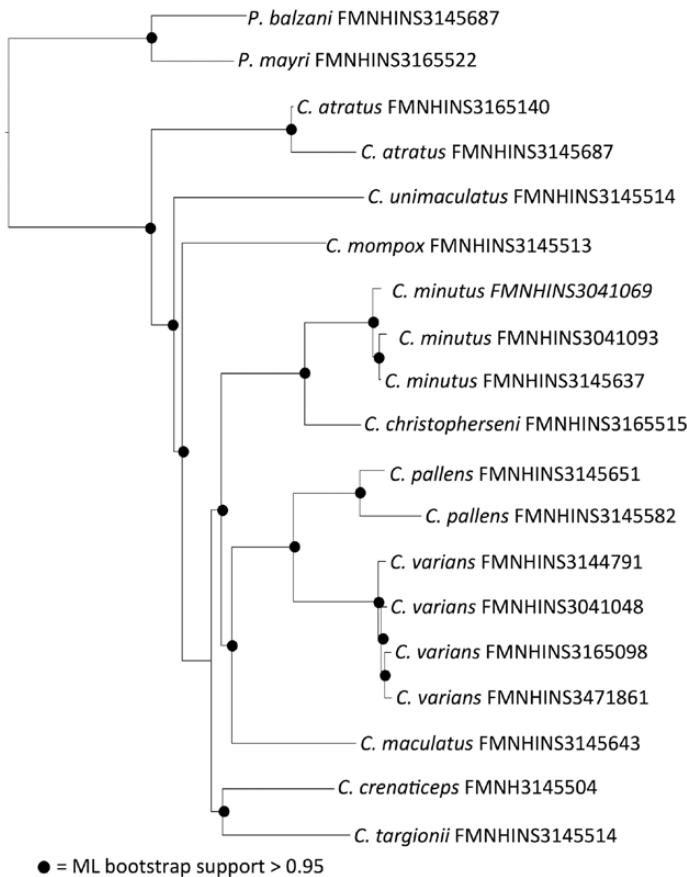 P. balzani FMNHINS3145687
P. mayri FMNHINS3165522
C. atratus FMNHINS3165140
C. atratus FMNHINS3145687
C. unimaculatus FMNHINS3145514
C. mompox FMNHINS3145513
C. minutus FMNHINS3041069
C. minutus FMNHINS3041093
C. minutus FMNHINS3145637
C. christopherseni FMNHINS3165515
C. pallens FMNHINS3145651
C. pallens FMNHINS3145582
C. varians FMNHINS3144791
C. varians FMNHINS3041048
C. varians FMNHINS3165098
C. varians FMNHINS3471861
C. maculatus FMNHINS3145643
C. crenaticeps FMNH3145504
C. targionii FMNHINS3145514
= ML bootstrap support > 0.95